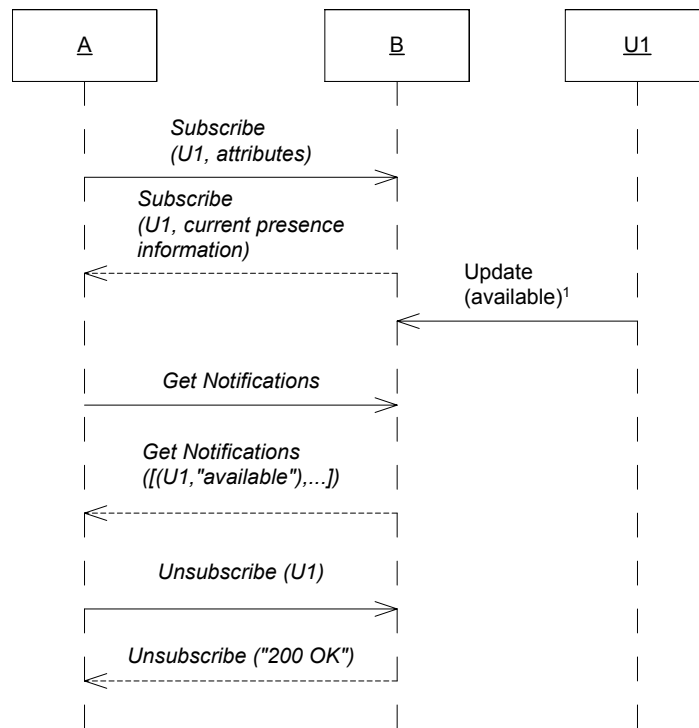 A
B
U1
Subscribe
(U1, attributes)
Subscribe
(U1, current presence
information)
Update
(available)1
Get Notifications
Get Notifications
([(U1,"available"),...])
Unsubscribe (U1)
Unsubscribe ("200 OK")